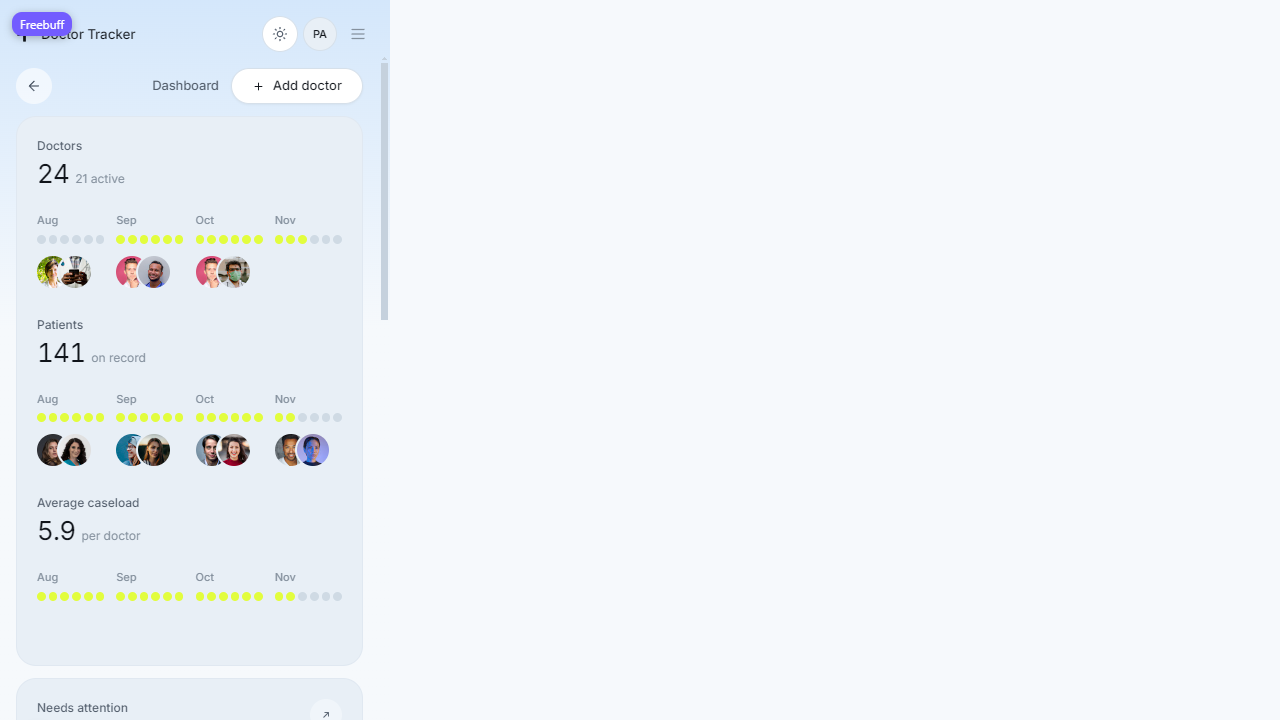 Freebuff
Doctor Tracker
PA
Dashboard
+ Add doctor
Doctors
24 21 active
Aug Sep Oct Nov
Patients
141 on record
Aug Sep Oct Nov
Average caseload
5.9 per doctor
Aug Sep Oct Nov
Needs attention